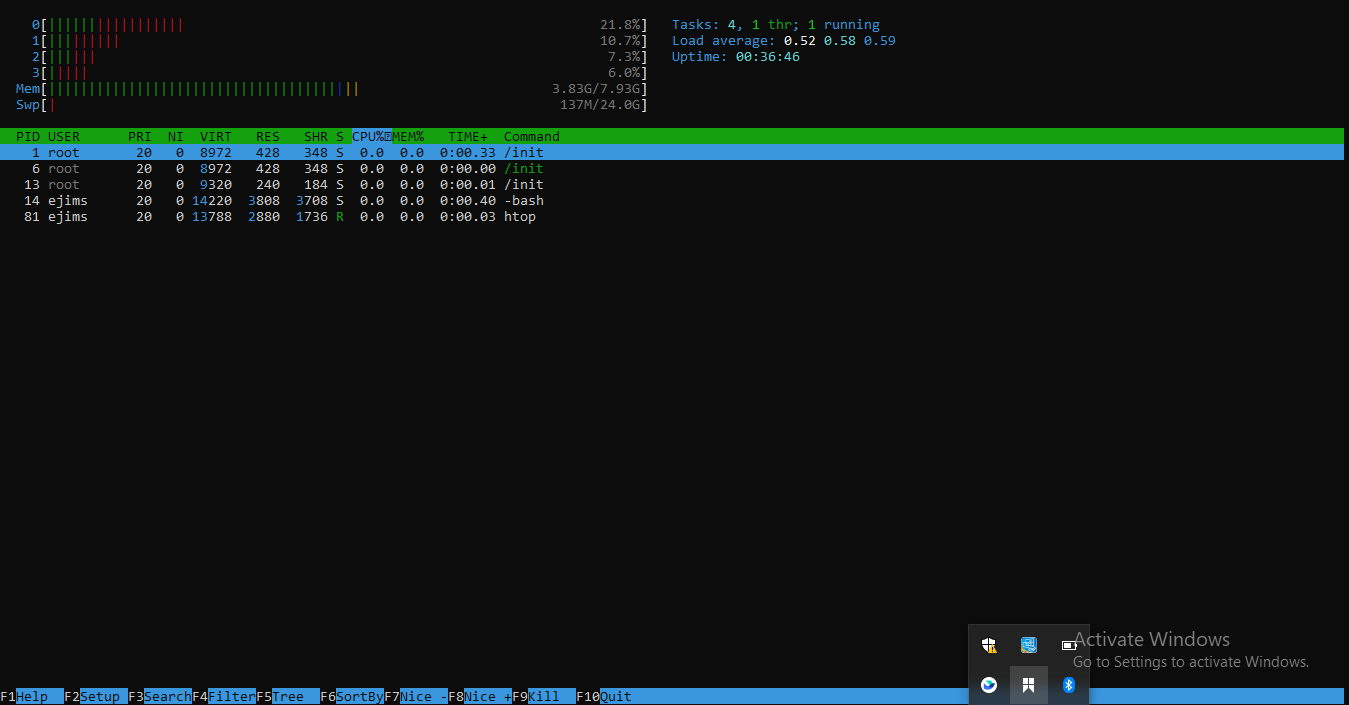 0[|||||||||||||||||          21.8%]   Tasks: 4, 1 thr; 1 running
1[|||||||||          10.7%]   Load average: 0.52 0.58 0.59
2[||||||          7.3%]   Uptime: 00:36:46
3[|||||          6.0%]
Mem[|||||||||||||||||||||||||||||||||||||||          3.83G/7.93G]
Swp[|          137M/24.0G]
PID USER      PRI  NI  VIRT   RES   SHR S CPU% MEM%   TIME+  Command
1 root       20   0  8972   428   348 S  0.0  0.0  0:00.33 /init
6 root       20   0  8972   428   348 S  0.0  0.0  0:00.00 /init
13 root       20   0  9320   240   184 S  0.0  0.0  0:00.01 /init
14 ejims      20   0 14220  3808  3708 S  0.0  0.0  0:00.40 -bash
81 ejims      20   0 13788  2880  1736 R  0.0  0.0  0:00.03 htop
Activate Windows
Go to Settings to activate Windows.
F1Help  F2Setup F3SearchF4FilterF5Tree  F6SortByF7Nice -F8Nice +F9Kill  F10Quit